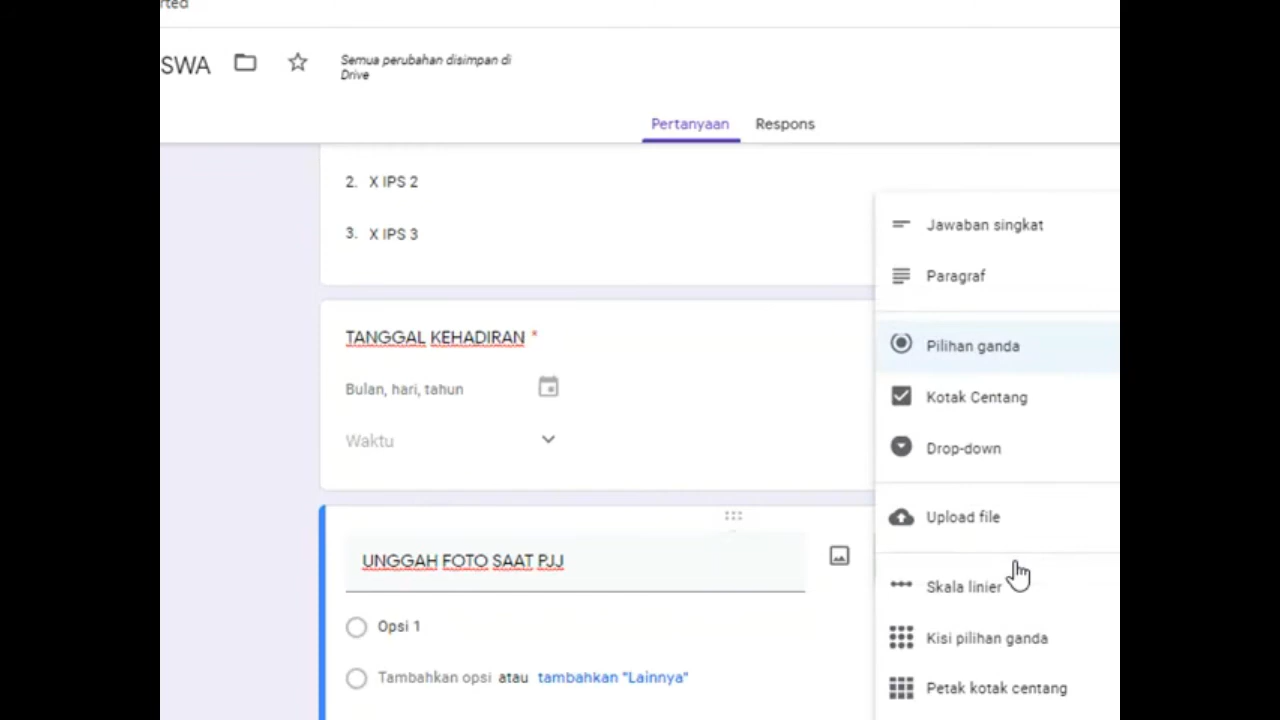 rted
SWA
Semua perubahan disimpan di
Drive
Pertanyaan
Respons
2. X IPS 2
3. X IPS 3
TANGGAL KEHADIRAN *
Bulan, hari, tahun
Waktu
UNGGAH FOTO SAAT PJJ
Opsi 1
Tambahkan opsi atau tambahkan "Lainnya"
Jawaban singkat
Paragraf
Pilihan ganda
Kotak Centang
Drop-down
Upload file
Skala linier
Kisi pilihan ganda
Petak kotak centang